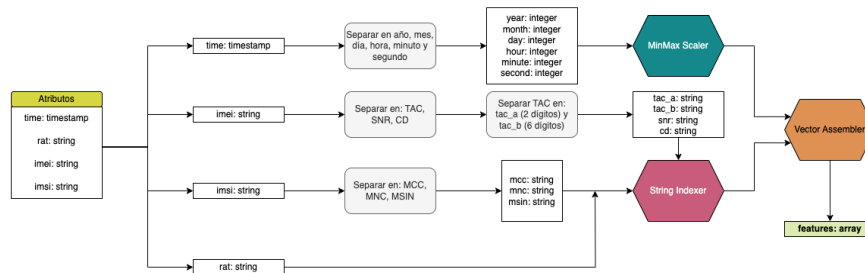 Atributos
time: timestamp
rat: string
imei: string
imsi: string
time: timestamp
Separar en año, mes,
día, hora, minuto y
segundo
year: integer
month: integer
day: integer
hour: integer
minute: integer
second: integer
MinMax Scaler
imei: string
Separar en: TAC,
SNR, CD
Separar TAC en:
tac_a (2 dígitos) y
tac_b (6 dígitos)
tac_a: string
tac_b: string
snr: string
cd: string
imsi: string
Separar en: MCC,
MNC, MSIN
mcc: string
mnc: string
msin: string
String Indexer
rat: string
Vector Assembler
features: array